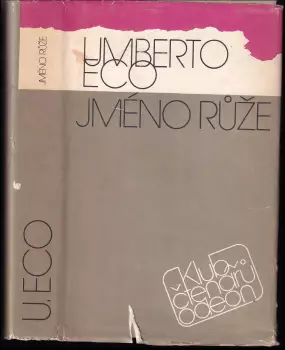 JMÉNO RŮŽE
U. ECO
UMBERTO
ECO
JMÉNO RŮŽE
Klub
čtenářů
odeon